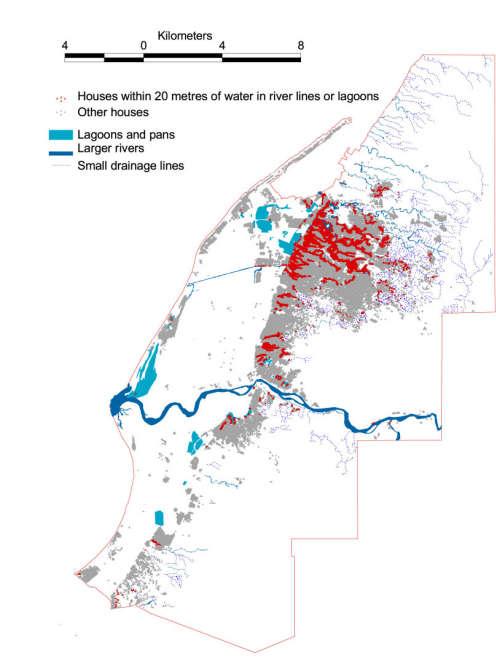 Kilometers
4 0 4 8
Houses within 20 metres of water in river lines or lagoons
Other houses
Lagoons and pans
Larger rivers
Small drainage lines